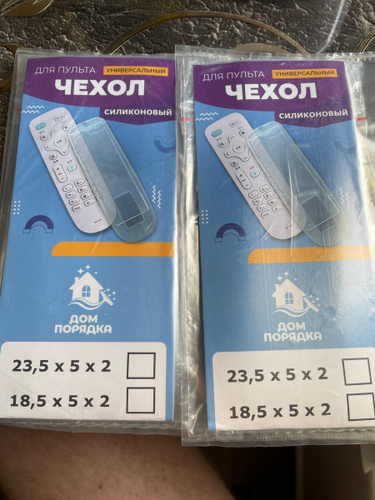 ДЛЯ ПУЛЬТА УНИВЕРСАЛЬНЫЙ
ЧЕХОЛ
СИЛИКОНОВЫЙ
ДОМ
ПОРЯДКА
23,5 x 5 x 2
18,5 x 5 x 2
ДЛЯ ПУЛЬТА УНИВЕРСАЛЬНЫЙ
ЧЕХОЛ
СИЛИКОНОВЫЙ
ДОМ
ПОРЯДКА
23,5 x 5 x 2
18,5 x 5 x 2